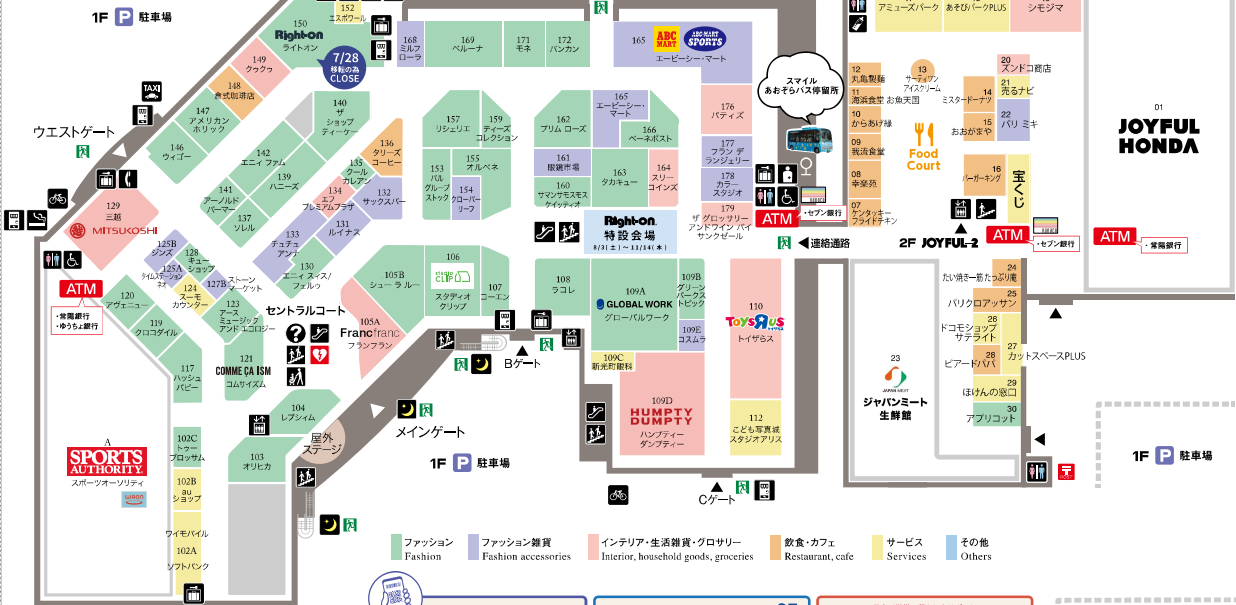 1F P 駐車場
152
エスポワール
150
Right-on
ライトオン
7/28
移転の為
CLOSE
149
クゥクゥ
148
倉式珈琲店
147
アメリカン
ホリック
146
ウィゴー
TAXI
ウエストゲート
168
ミルフ
ローラ
169
ベルーナ
171
モネ
172
バンカン
165
ABC
MART
ABC-MART
SPORTS
エービーシー・マート
アミューズパーク
あそびパークPLUS
シモジマ
スマイル
あおぞらバス停留所
12
丸亀製麺
11
海浜食堂 お魚天国
10
からあげ縁
09
我流食堂
08
幸楽苑
07
ケンタッキー
フライドチキン
13
サーティワン
アイスクリーム
Food
Court
14
ミスタードーナツ
15
おおがまや
16
バーガーキング
20
ズンドコ商店
21
売るナビ
22
パリ ミキ
宝くじ
01
JOYFUL
HONDA
140
ザ
ショップ
ティーケー
142
エニィ ファム
139
ハニーズ
141
アーノルド
パーマー
137
ソレル
136
タリーズ
コーヒー
135
クール
カレアン
134
エフ
プレミアムプラザ
132
サックスバー
131
ルイナス
133
チュチュ
アンナ
130
エニィ スィス/
フェルゥ
157
リシェリエ
159
ティーズ
コレクション
153
パル
グループ
ストック
155
オルベネ
154
クローバー
リーフ
162
プリム ローズ
165
エービーシー・
マート
166
ベーネポスト
161
眼鏡市場
160
サマンサモスモス
ケイッティオ
163
タカキュー
164
スリー
コインズ
Right-on
特設会場
8/3(土)～11/14(木)
176
パティズ
177
フラン デ
ランジェリー
178
カラー
スタジオ
179
ザ グロッサリー
アンドワイン バイ
サンクゼール
ATM
・セブン銀行
連絡通路
2F JOYFUL-2
ATM
・セブン銀行
ATM
・常陽銀行
129
三越
MITSUKOSHI
ATM
・常陽銀行
・ゆうちょ銀行
125B
ジンズ
125A
タイムステーション
ネオ
128
キュー
ショップ
127B
ストーン
マーケット
124
スーモ
カウンター
123
アース
ミュージック
アンド エコロジー
120
アヴェニュー
119
クロコダイル
117
ハッシュ
パピー
121
COMME ÇA ISM
コムサイズム
セントラルコート
105B
シュー ラ ルー
105A
Francfranc
フランフラン
106
STUDIO
CLIP
スタディオ
クリップ
107
コーエン
108
ラコレ
109A
GLOBAL WORK
グローバルワーク
109B
グリーン
パークス
トピック
109E
コスムラ
109C
新光町眼科
109D
HUMPTY
DUMPTY
ハンプティー
ダンプティー
110
ToysЯUs
トイザらス
112
こども写真城
スタジオアリス
23
JAPAN MEAT
ジャパンミート
生鮮館
24
たい焼き一筋 たっぷり庵
25
パリクロアッサン
26
ドコモショップ
サテライト
27
カットスペースPLUS
28
ビアードパパ
29
ほけんの窓口
30
アプリコット
Bゲート
104
レプシィム
屋外
ステージ
メインゲート
1F P 駐車場
Cゲート
1F P 駐車場
A
SPORTS
AUTHORITY.
スポーツオーソリティ
WAON
102C
トゥー
ブロッサム
102B
au
ショップ
ワイモバイル
102A
ソフトバンク
103
オリヒカ
ファッション
Fashion
ファッション雑貨
Fashion accessories
インテリア・生活雑貨・グロサリー
Interior, household goods, groceries
飲食・カフェ
Restaurant, cafe
サービス
Services
その他
Others